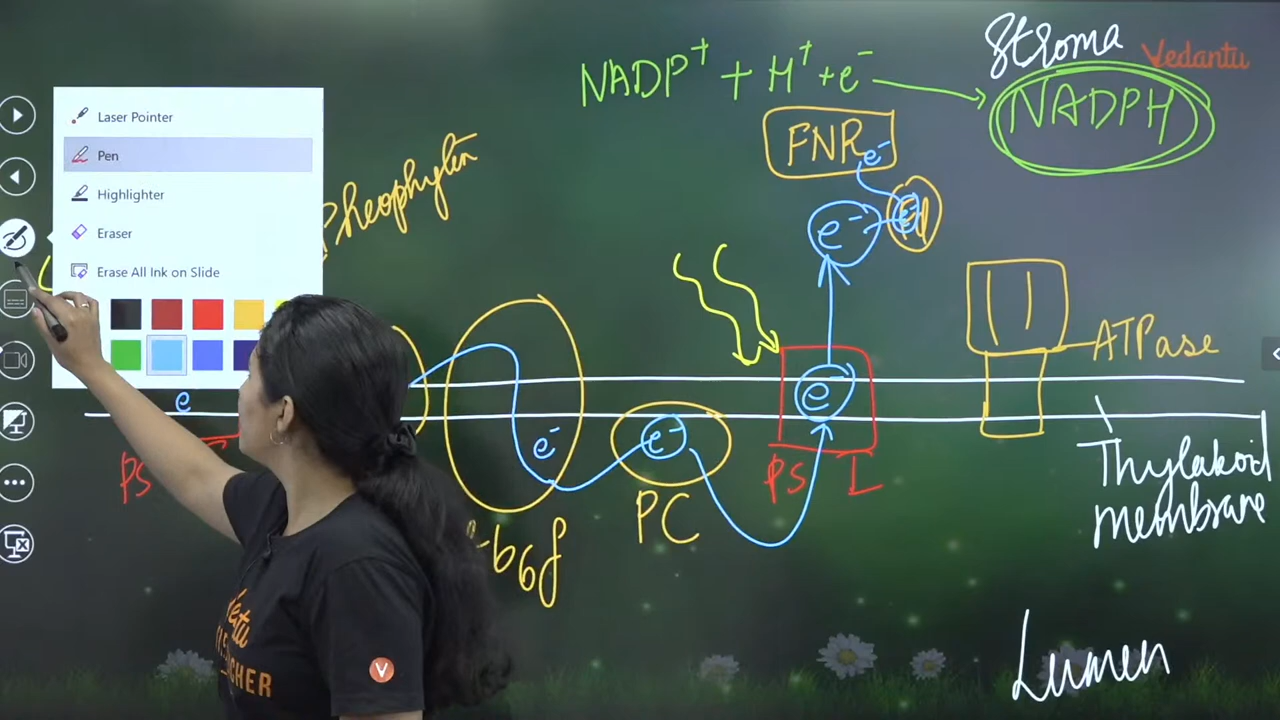 Stroma
Vedantu
NADP+ + H+ + e- → NADPH
Laser Pointer
Pen
Highlighter
Eraser
Erase All Ink on Slide
Pheophytin
FNR e-
e-
Fd
e
e-
e-
e-
ATPase
PS
PC
PS I
b6f
Thylakoid
membrane
Lumen
V